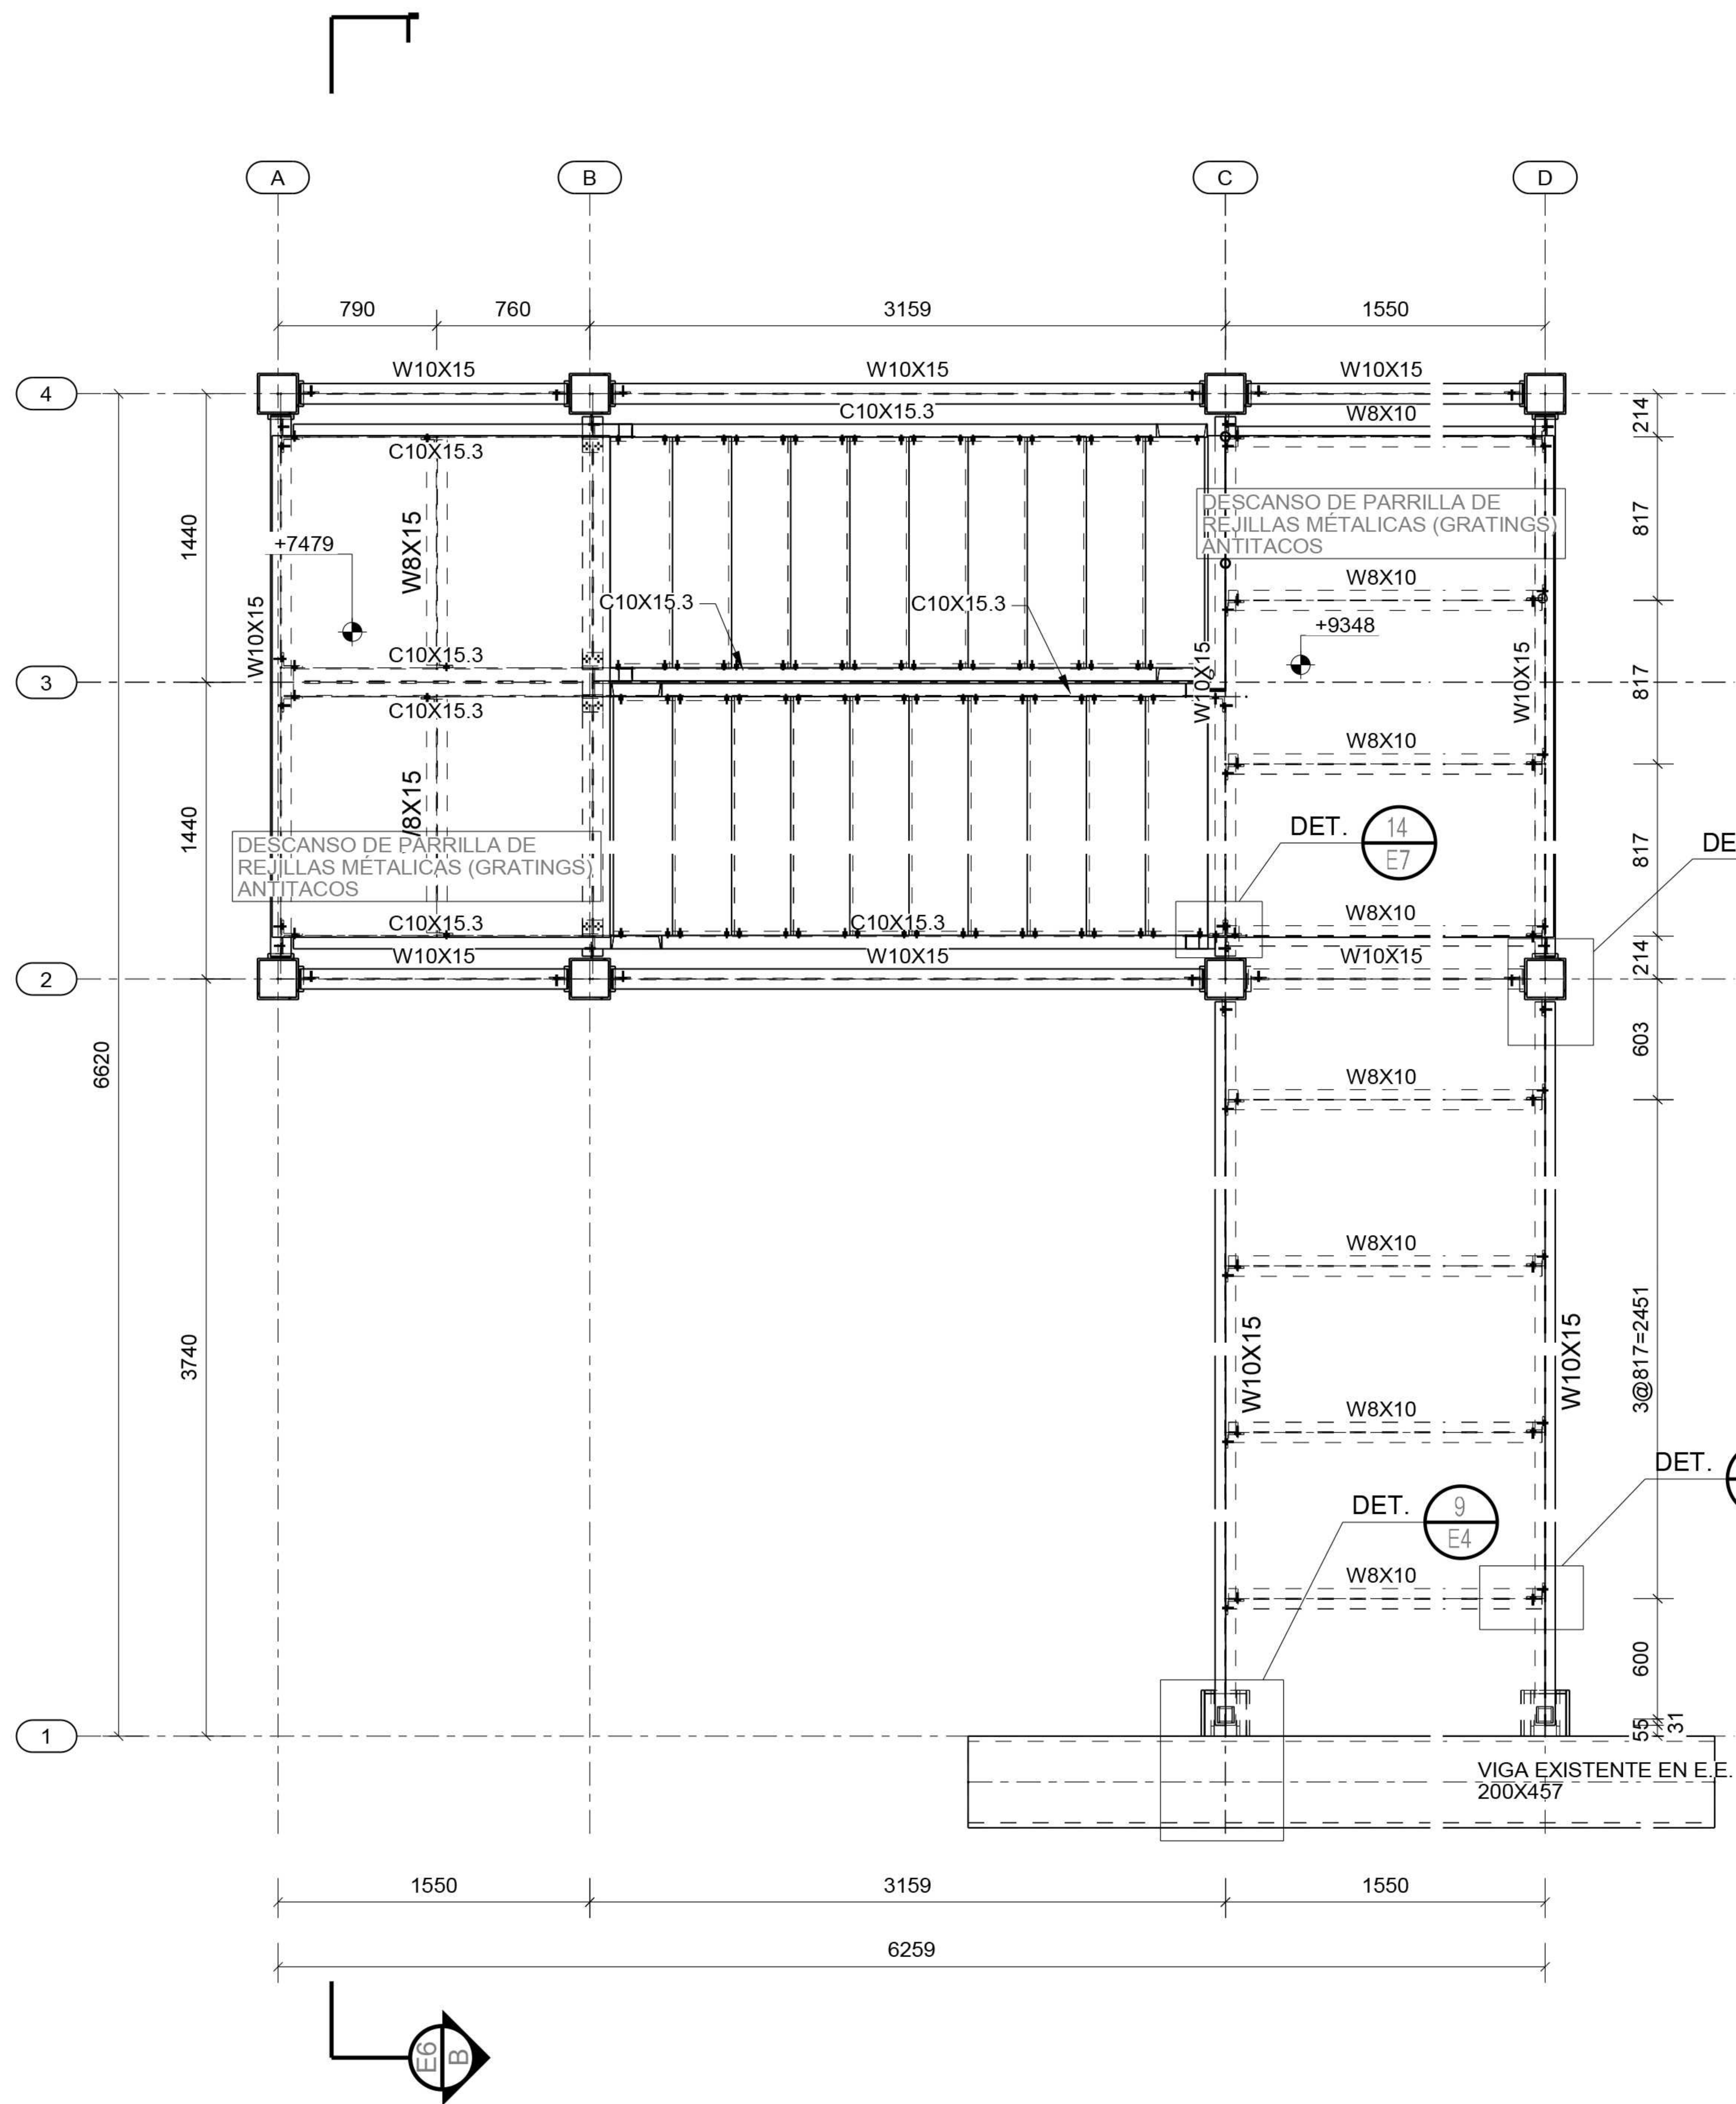 A
B
C
D
790
760
3159
1550
4
W10X15
W10X15
W10X15
C10X15.3
W8X10
214
C10X15.3
DESCANSO DE PARRILLA DE
REJILLAS MÉTALICAS (GRATINGS)
ANTITACOS
1440
W8X15
817
+7479
W8X10
C10X15.3
C10X15.3
+9348
W10X15
C10X15.3
W10X15
W10X15
817
3
C10X15.3
W8X10
1440
/8X15
DET.
14
E7
817
DE
DESCANSO DE PARRILLA DE
REJILLAS MÉTALICAS (GRATINGS)
ANTITACOS
C10X15.3
C10X15.3
W8X10
W10X15
W10X15
W10X15
214
2
603
6620
W8X10
W8X10
3740
W10X15
W10X15
3@817=2451
W8X10
DET.
DET.
9
E4
W8X10
600
1
55
31
VIGA EXISTENTE EN E.E.
200X457
1550
3159
1550
6259
E6
B